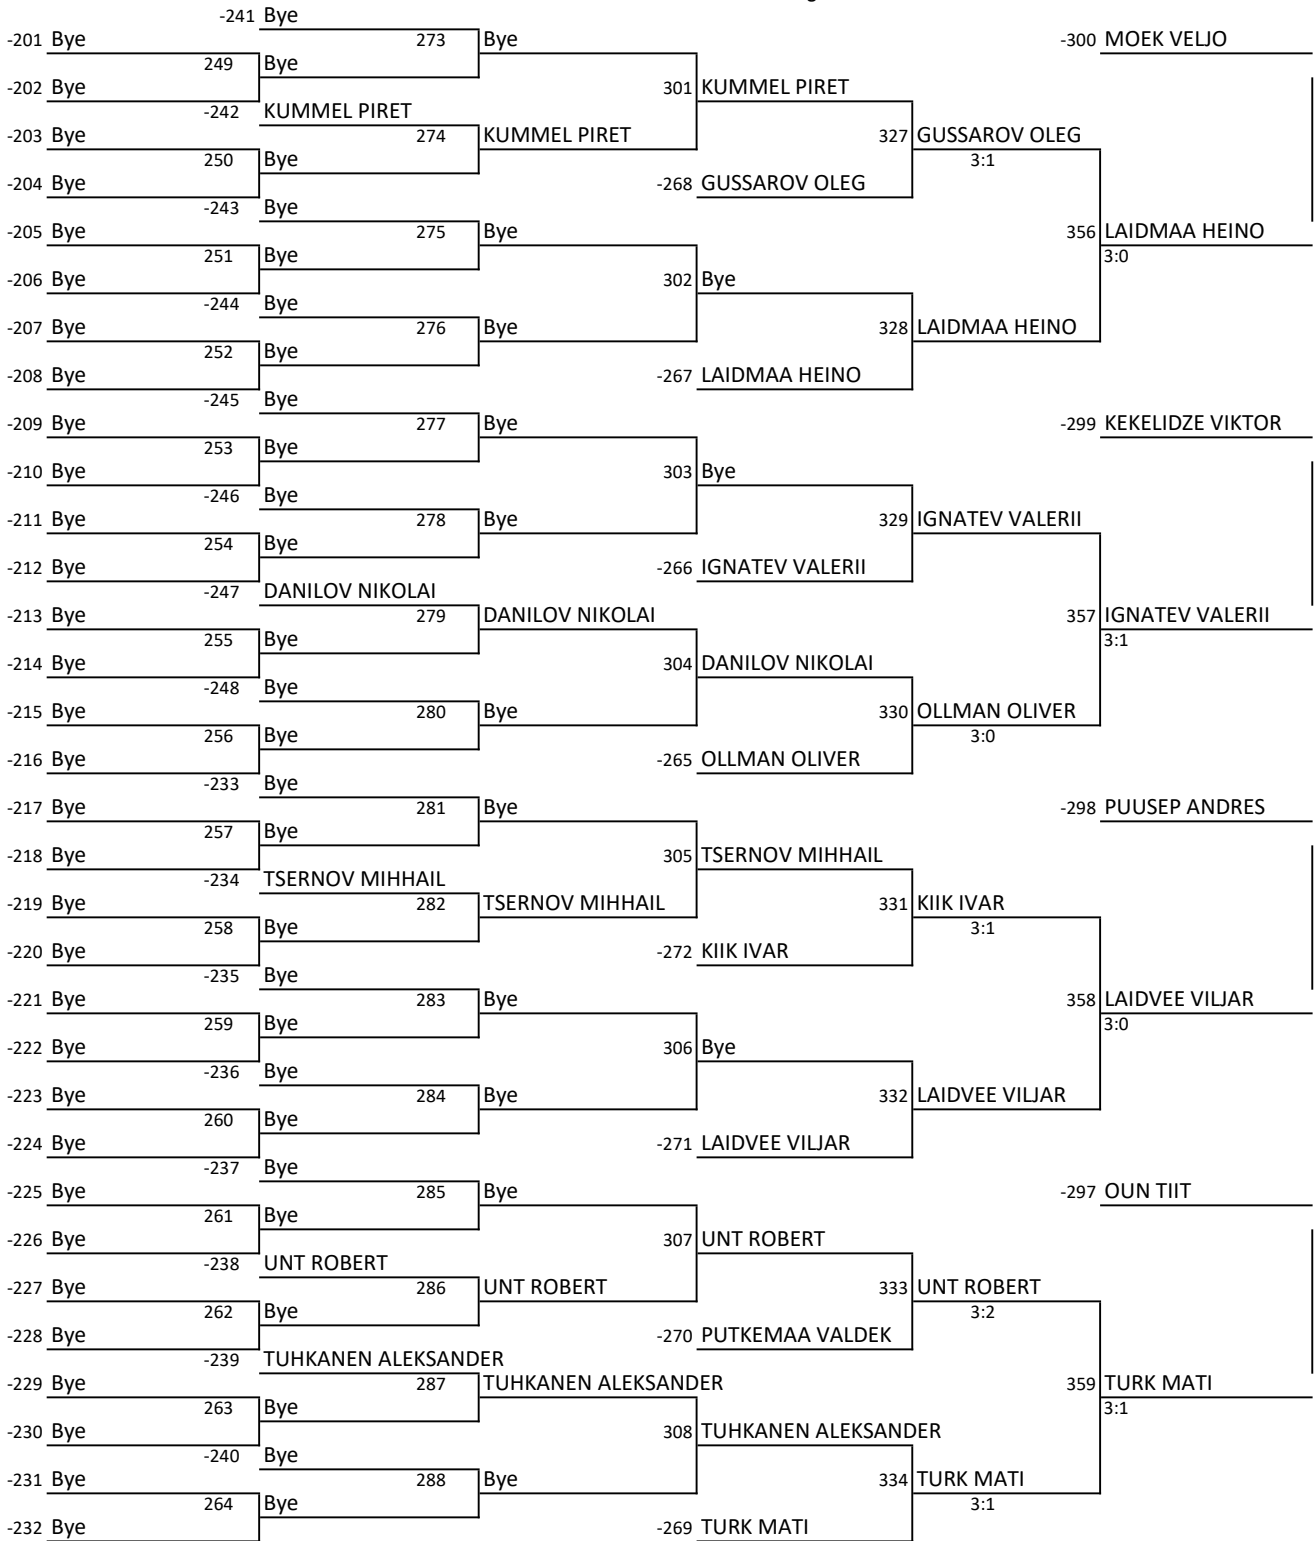 -241 Bye
-201 Bye 273 Bye -300 MOEK VELJO
249 Bye
-202 Bye 301 KUMMEL PIRET
-242 KUMMEL PIRET
-203 Bye 274 KUMMEL PIRET 327 GUSSAROV OLEG
250 Bye 3:1
-204 Bye -268 GUSSAROV OLEG
-243 Bye
-205 Bye 275 Bye 356 LAIDMAA HEINO
251 Bye 3:0
-206 Bye 302 Bye
-244 Bye
-207 Bye 276 Bye 328 LAIDMAA HEINO
252 Bye
-208 Bye -267 LAIDMAA HEINO
-245 Bye
-209 Bye 277 Bye -299 KEKELIDZE VIKTOR
253 Bye
-210 Bye 303 Bye
-246 Bye
-211 Bye 278 Bye 329 IGNATEV VALERII
254 Bye
-212 Bye -266 IGNATEV VALERII
-247 DANILOV NIKOLAI
-213 Bye 279 DANILOV NIKOLAI 357 IGNATEV VALERII
255 Bye 3:1
-214 Bye 304 DANILOV NIKOLAI
-248 Bye
-215 Bye 280 Bye 330 OLLMAN OLIVER
256 Bye 3:0
-216 Bye -265 OLLMAN OLIVER
-233 Bye
-217 Bye 281 Bye -298 PUUSEP ANDRES
257 Bye
-218 Bye 305 TSERNOV MIHHAIL
-234 TSERNOV MIHHAIL
-219 Bye 282 TSERNOV MIHHAIL 331 KIIK IVAR
258 Bye 3:1
-220 Bye -272 KIIK IVAR
-235 Bye
-221 Bye 283 Bye 358 LAIDVEE VILJAR
259 Bye 3:0
-222 Bye 306 Bye
-236 Bye
-223 Bye 284 Bye 332 LAIDVEE VILJAR
260 Bye
-224 Bye -271 LAIDVEE VILJAR
-237 Bye
-225 Bye 285 Bye -297 OUN TIIT
261 Bye
-226 Bye 307 UNT ROBERT
-238 UNT ROBERT
-227 Bye 286 UNT ROBERT 333 UNT ROBERT
262 Bye 3:2
-228 Bye -270 PUTKEMAA VALDEK
-239 TUHKANEN ALEKSANDER
-229 Bye 287 TUHKANEN ALEKSANDER 359 TURK MATI
263 Bye 3:1
-230 Bye 308 TUHKANEN ALEKSANDER
-240 Bye
-231 Bye 288 Bye 334 TURK MATI
264 Bye 3:1
-232 Bye -269 TURK MATI